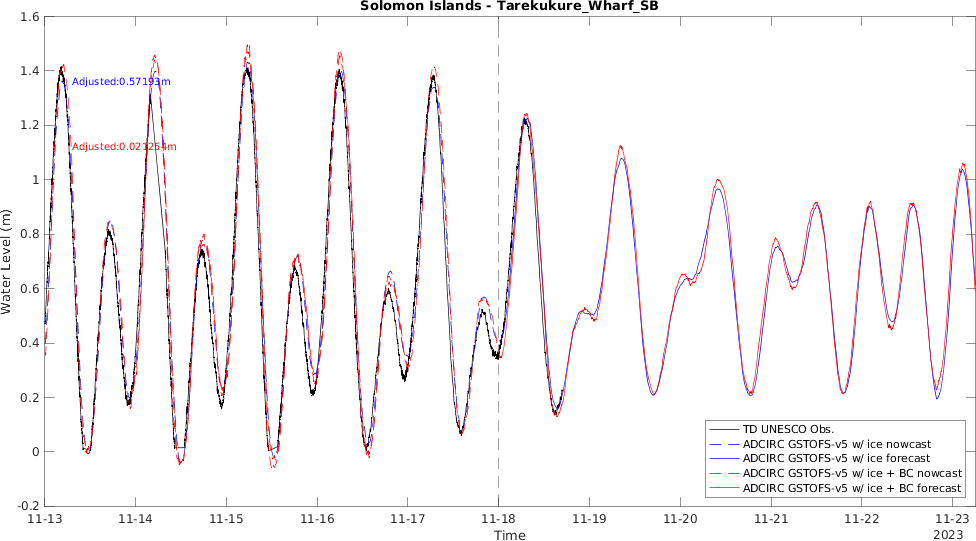 Solomon Islands - Tarekukure_Wharf_SB
1.6
1.4
1.2
1
0.8
0.6
0.4
0.2
0
-0.2
Water Level (m)
Adjusted:0.57193m
Adjusted:0.021254m
TD UNESCO Obs.
ADCIRC GSTOFS-v5 w/ ice nowcast
ADCIRC GSTOFS-v5 w/ ice forecast
ADCIRC GSTOFS-v5 w/ ice + BC nowcast
ADCIRC GSTOFS-v5 w/ ice + BC forecast
11-13 11-14 11-15 11-16 11-17 11-18 11-19 11-20 11-21 11-22 11-23
Time
2023